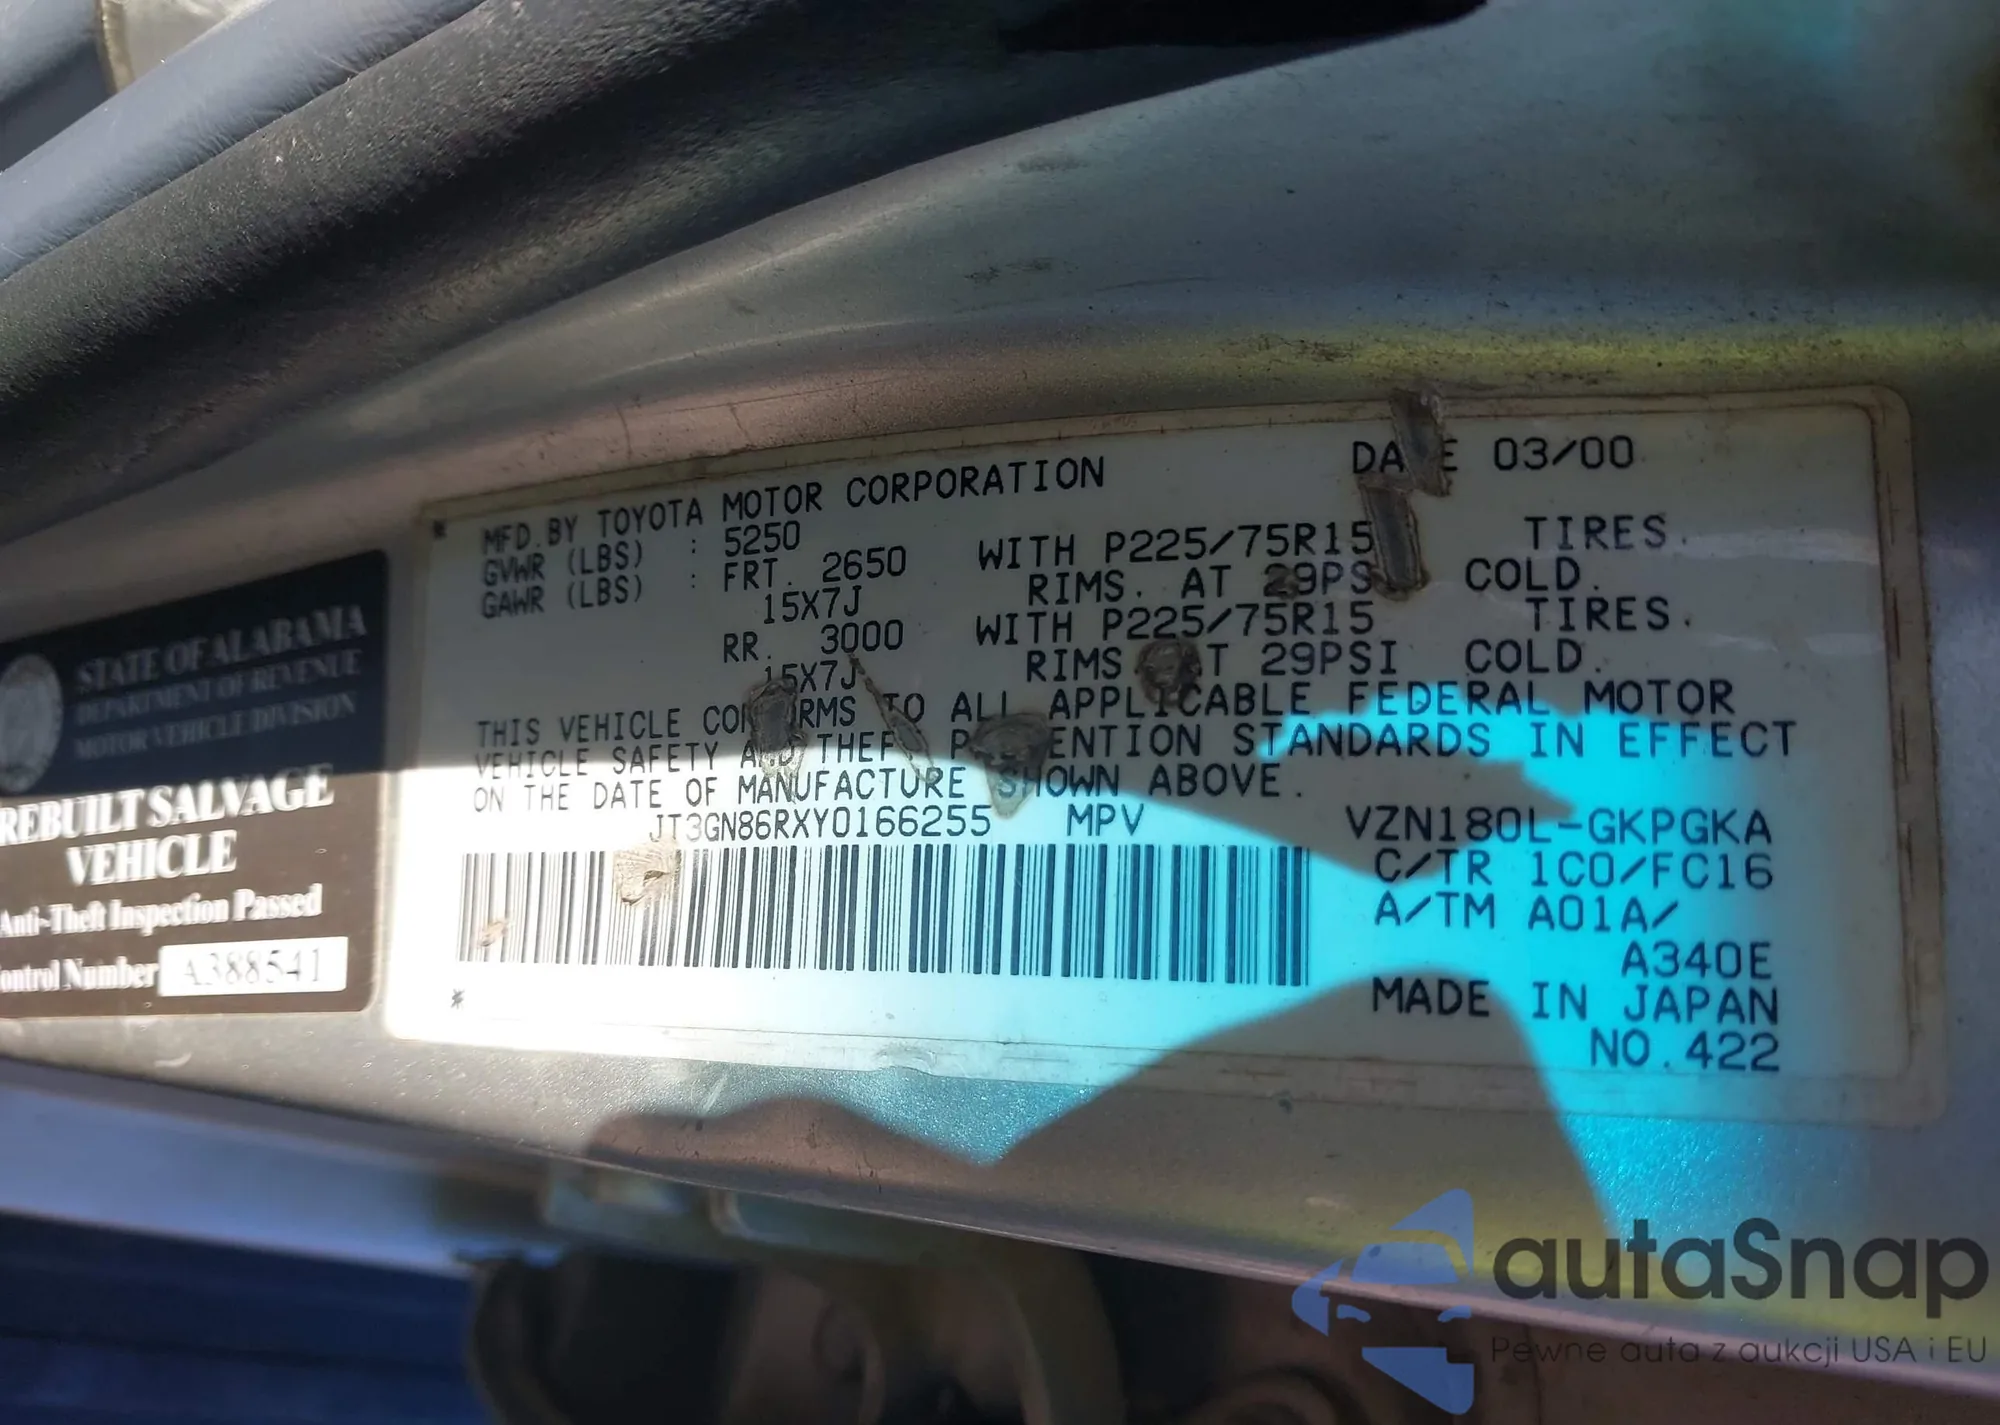 STATE OF ALABAMA
DEPARTMENT OF REVENUE
MOTOR VEHICLE DIVISION
REBUILT SALVAGE
VEHICLE
Anti-Theft Inspection Passed
ontrol Number A388541
* MFD.BY TOYOTA MOTOR CORPORATION DATE 03/00
GVWR (LBS) : 5250
GAWR (LBS) : FRT. 2650 WITH P225/75R15 TIRES.
15X7J RIMS. AT 29PS COLD.
RR. 3000 WITH P225/75R15 TIRES.
15X7J RIMS T 29PSI COLD.
THIS VEHICLE CONFORMS TO ALL APPLICABLE FEDERAL MOTOR
VEHICLE SAFETY AND THEFT PREVENTION STANDARDS IN EFFECT
ON THE DATE OF MANUFACTURE SHOWN ABOVE.
JT3GN86RXY0166255 MPV VZN180L-GKPGKA
C/TR 1C0/FC16
A/TM A01A/
A340E
* MADE IN JAPAN
NO.422
autaSnap
Pewne auta z aukcji USA i EU